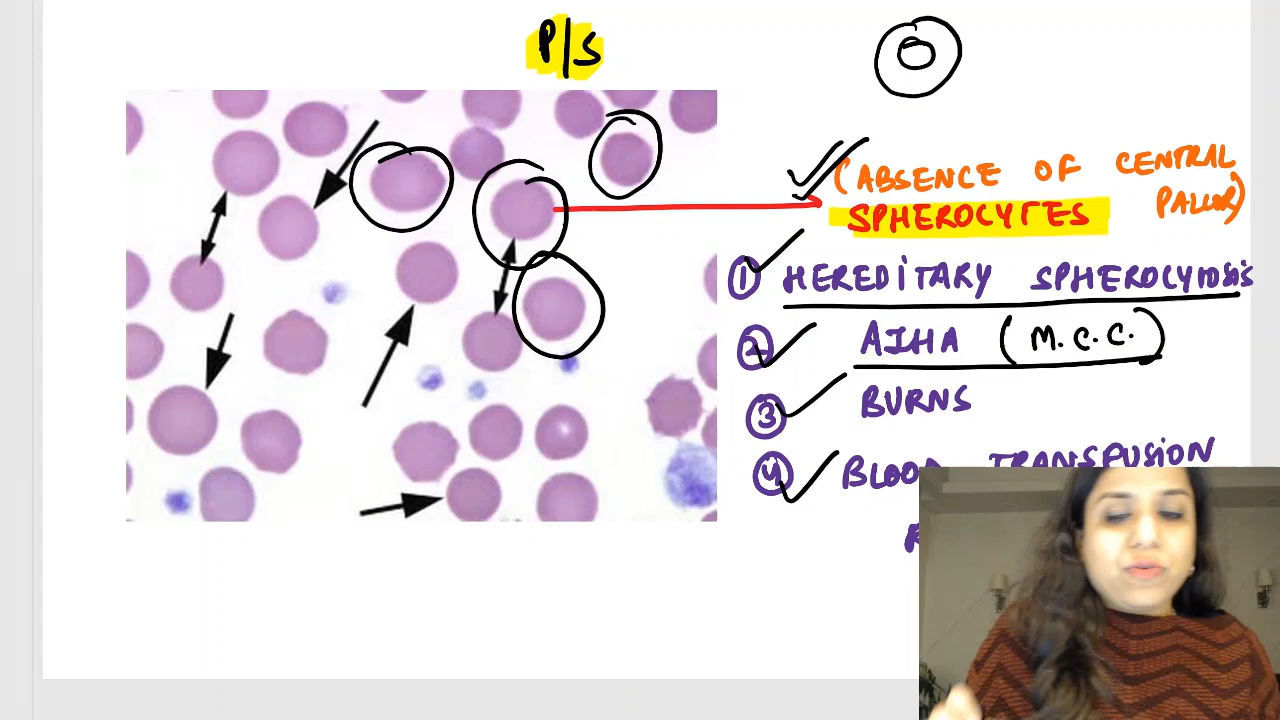 P/S
(ABSENCE OF CENTRAL
PALLOR)
SPHEROCYTES
① HEREDITARY SPHEROCYTOSIS
② AIHA (M.C.C.)
③ BURNS
④ BLOOD TRANSFUSION